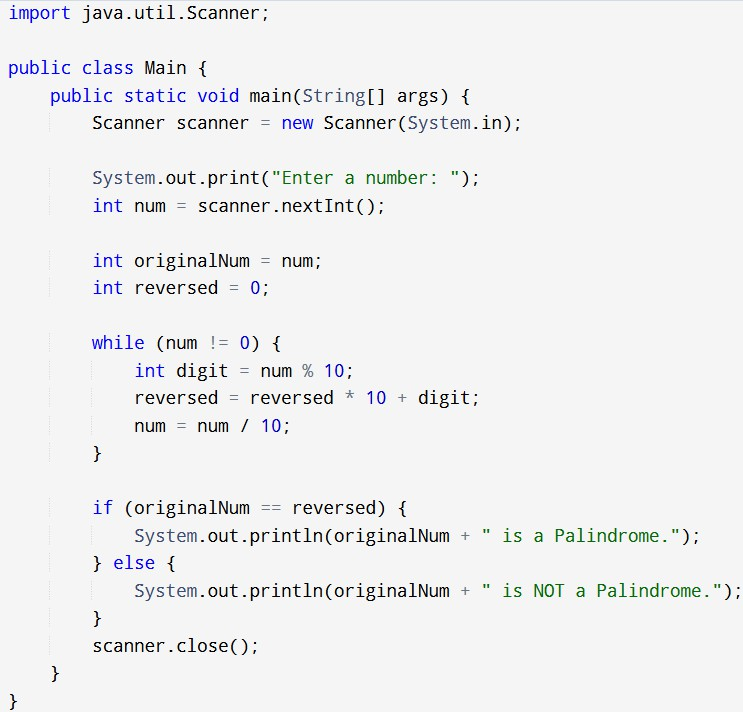 import java.util.Scanner;

public class Main {
    public static void main(String[] args) {
        Scanner scanner = new Scanner(System.in);

        System.out.print("Enter a number: ");
        int num = scanner.nextInt();

        int originalNum = num;
        int reversed = 0;

        while (num != 0) {
            int digit = num % 10;
            reversed = reversed * 10 + digit;
            num = num / 10;
        }

        if (originalNum == reversed) {
            System.out.println(originalNum + " is a Palindrome.");
        } else {
            System.out.println(originalNum + " is NOT a Palindrome.");
        }
        scanner.close();
    }
}